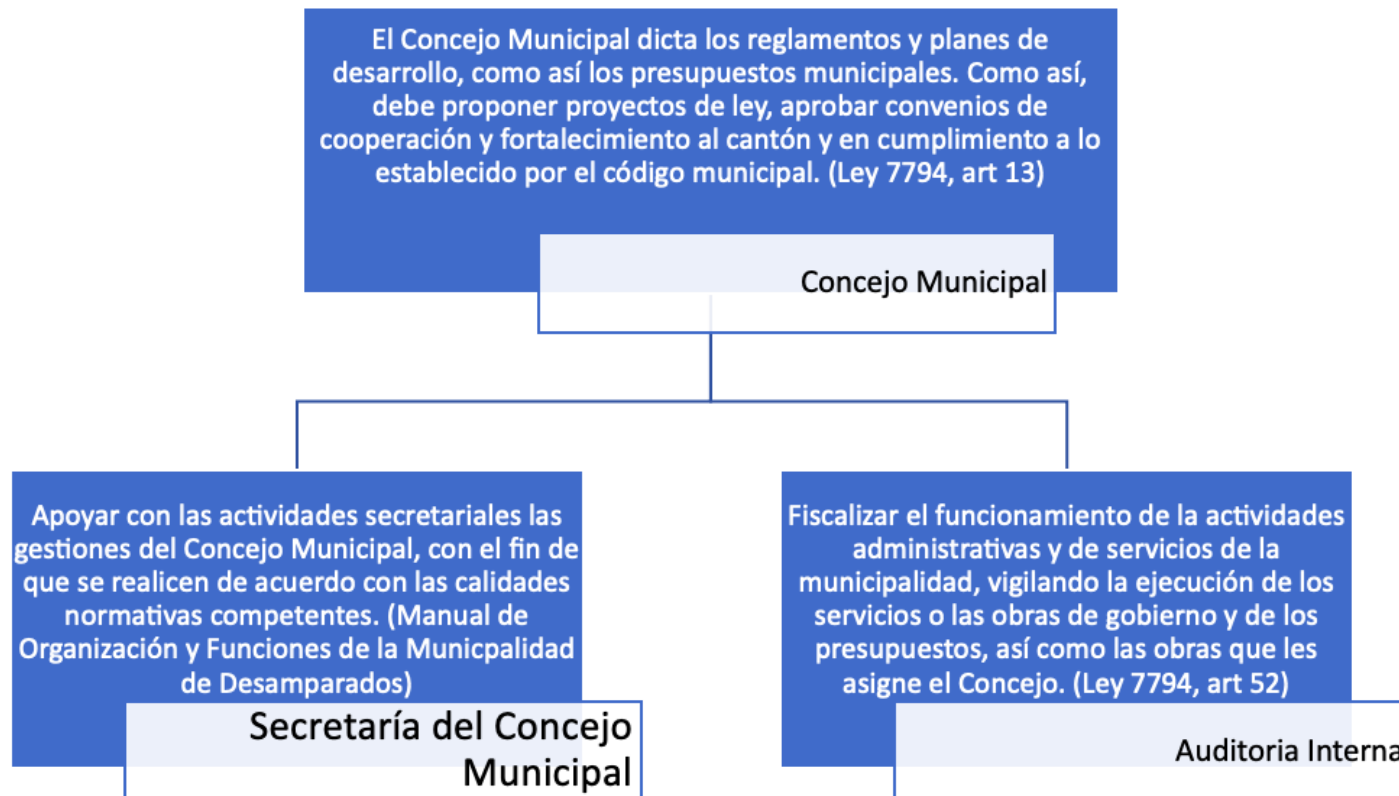 El Concejo Municipal dicta los reglamentos y planes de
desarrollo, como así los presupuestos municipales. Como así,
debe proponer proyectos de ley, aprobar convenios de
cooperación y fortalecimiento al cantón y en cumplimiento a lo
establecido por el código municipal. (Ley 7794, art 13)
Concejo Municipal
Apoyar con las actividades secretariales las
gestiones del Concejo Municipal, con el fin de
que se realicen de acuerdo con las calidades
normativas competentes. (Manual de
Organización y Funciones de la Municpalidad
de Desamparados)
Secretaría del Concejo
Municipal
Fiscalizar el funcionamiento de la actividades
administrativas y de servicios de la
municipalidad, vigilando la ejecución de los
servicios o las obras de gobierno y de los
presupuestos, así como las obras que les
asigne el Concejo. (Ley 7794, art 52)
Auditoria Interna